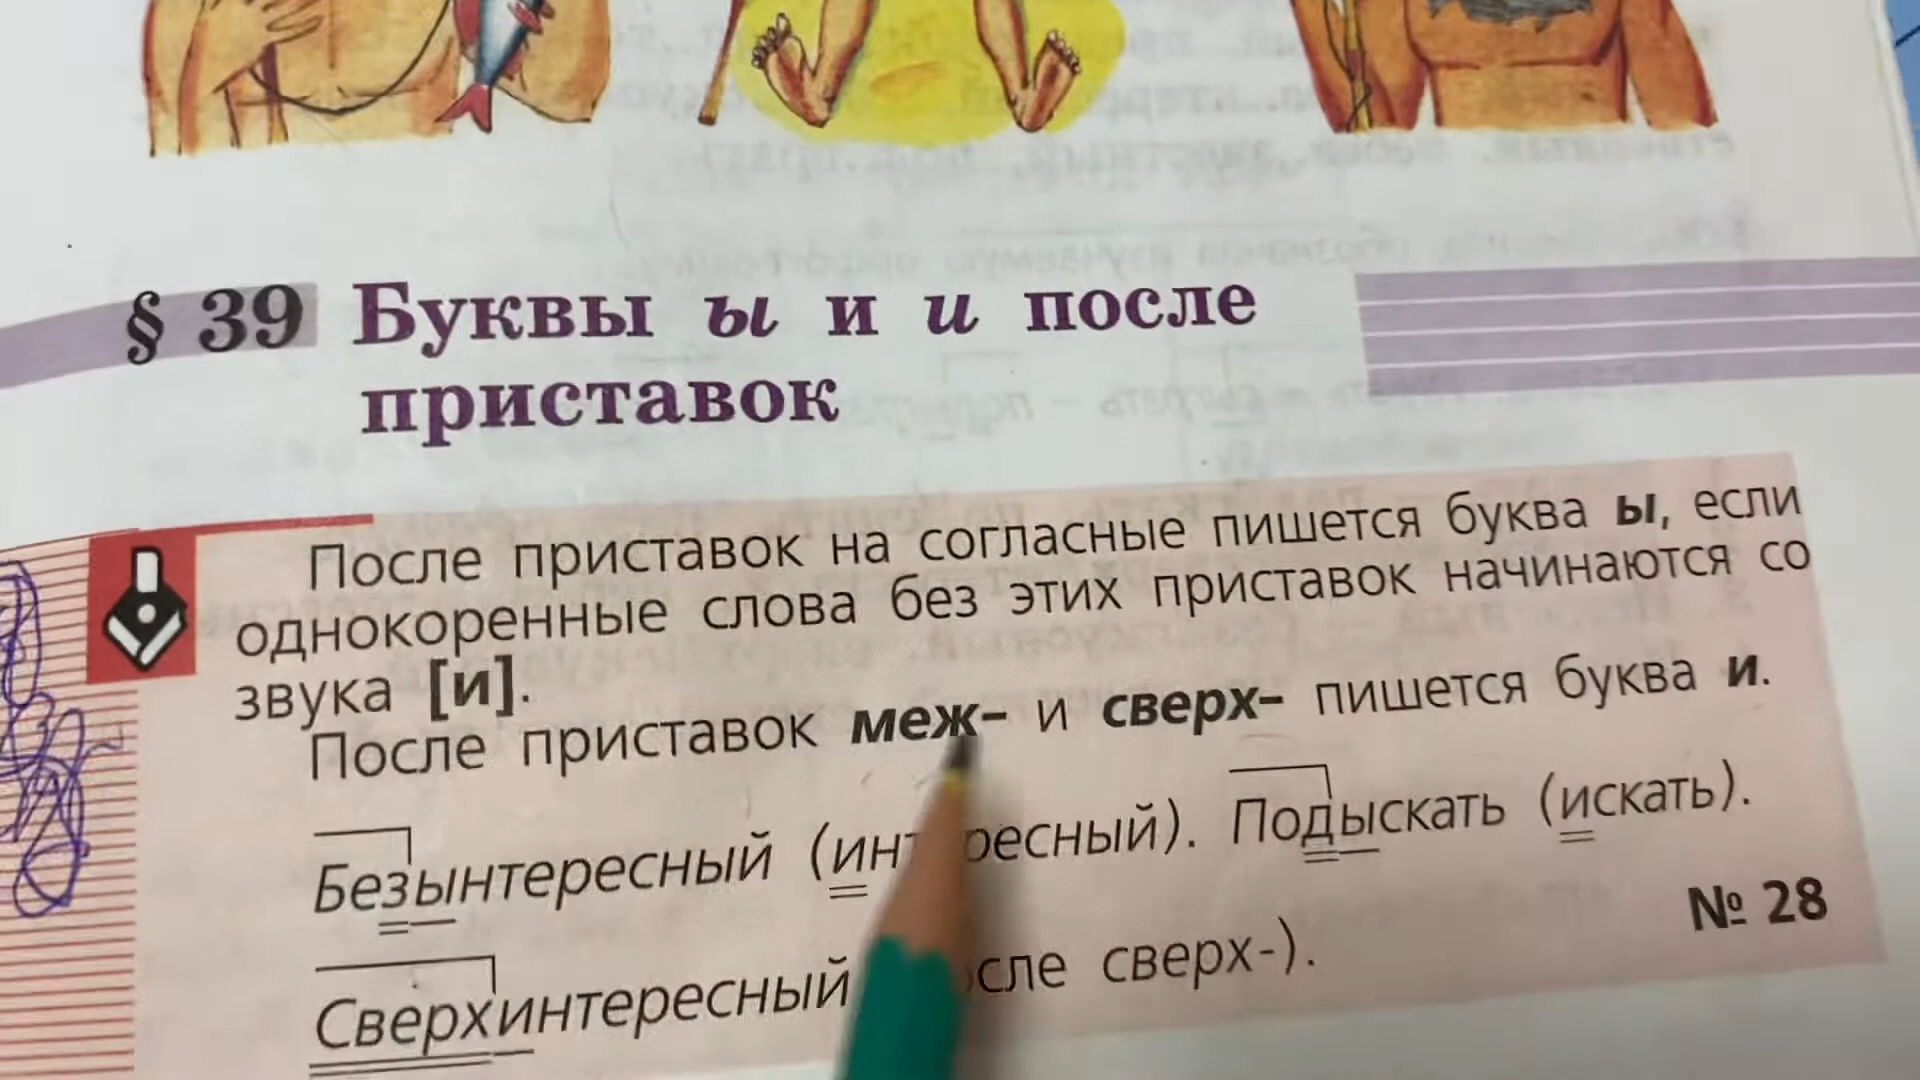 § 39 Буквы ы и и после
приставок
После приставок на согласные пишется буква ы, если
однокоренные слова без этих приставок начинаются со
звука [и].
После приставок меж– и сверх– пишется буква и.
Безынтересный (ин ресный). Подыскать (искать).
№ 28
Сверхинтересный сле сверх-).